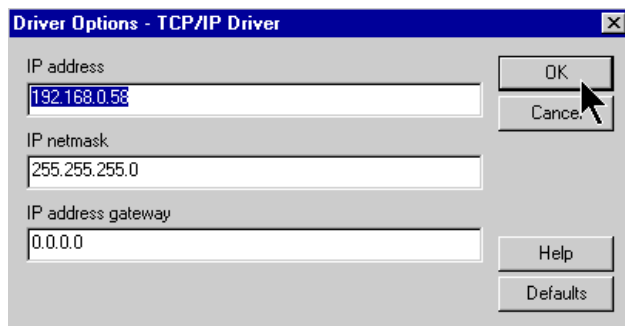 Driver Options - TCP/IP Driver
IP address
192.168.0.58
IP netmask
255.255.255.0
IP address gateway
0.0.0.0
OK
Cancel
Help
Defaults